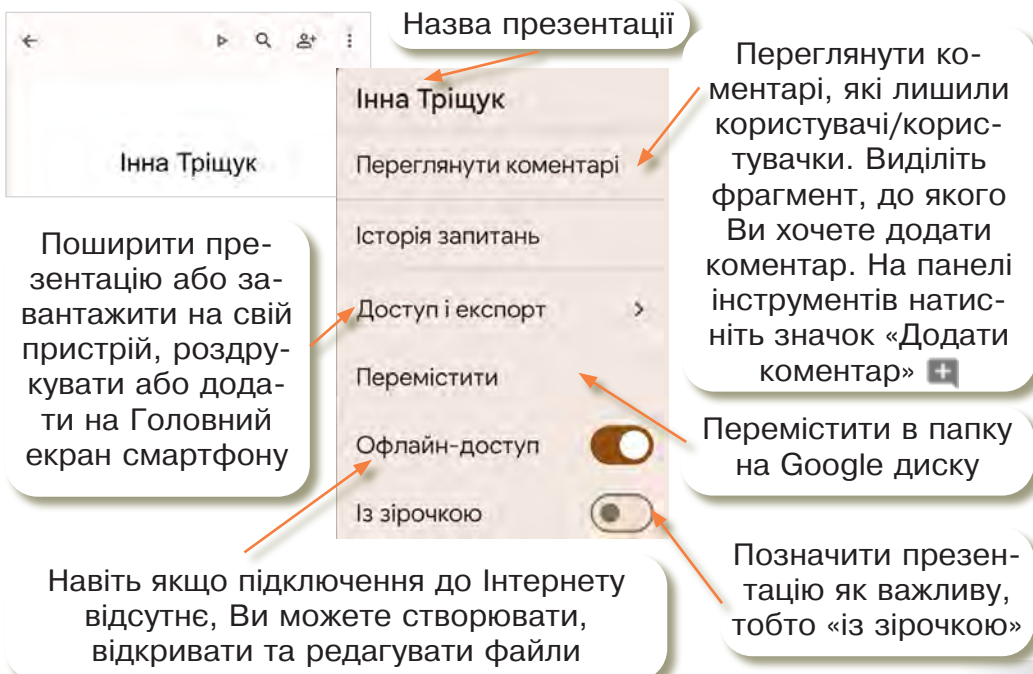 Назва презентації
Інна Тріщук
Інна Тріщук
Переглянути коментарі
Історія запитань
Доступ і експорт
Перемістити
Офлайн-доступ
Із зірочкою
Переглянути ко-
ментарі, які лишили
користувачі/корис-
тувачки. Виділіть
фрагмент, до якого
Ви хочете додати
коментар. На панелі
інструментів натис-
ніть значок «Додати
коментар»
Поширити пре-
зентацію або за-
вантажити на свій
пристрій, роздру-
кувати або дода-
ти на Головний
екран смартфону
Перемістити в папку
на Google диску
Позначити презен-
тацію як важливу,
тобто «із зірочкою»
Навіть якщо підключення до Інтернету
відсутнє, Ви можете створювати,
відкривати та редагувати файли